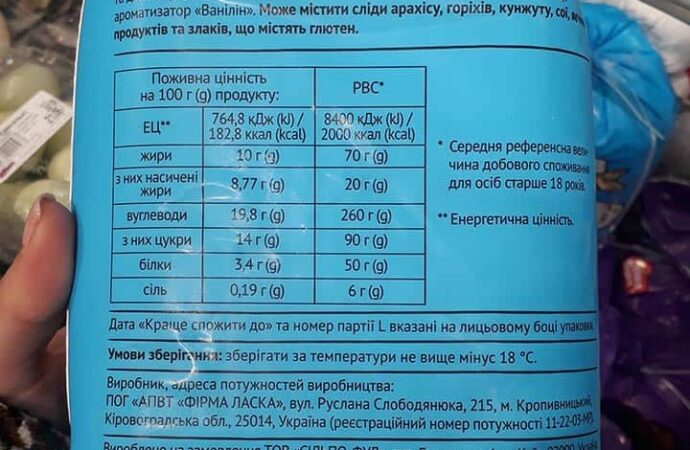 ароматизатор «Ванілін». Може містити сліди арахісу, горіхів, кунжуту, сої,
продуктів та злаків, що містять глютен.
Поживна цінність на 100 г (g) продукту: РВС*
ЕЦ** 764,8 кДж (kJ) / 182,8 ккал (kcal) 8400 кДж (kJ) / 2000 ккал (kcal)
жири 10 г (g) 70 г (g)
з них насичені жири 8,77 г (g) 20 г (g)
вуглеводи 19,8 г (g) 260 г (g)
з них цукри 14 г (g) 90 г (g)
білки 3,4 г (g) 50 г (g)
сіль 0,19 г (g) 6 г (g)
* Середня референсна вели-
чина добового споживання
для осіб старше 18 років.
** Енергетична цінність.
Дата «Краще спожити до» та номер партії L вказані на лицьовому боці упаковки.
Умови зберігання: зберігати за температури не вище мінус 18 °С.
Виробник, адреса потужностей виробництва:
ПОГ «АПВТ «ФІРМА ЛАСКА», вул. Руслана Слободянюка, 215, м. Кропивницький,
Кіровоградська обл., 25014, Україна (реєстраційний номер потужності 11-22-03-МР).